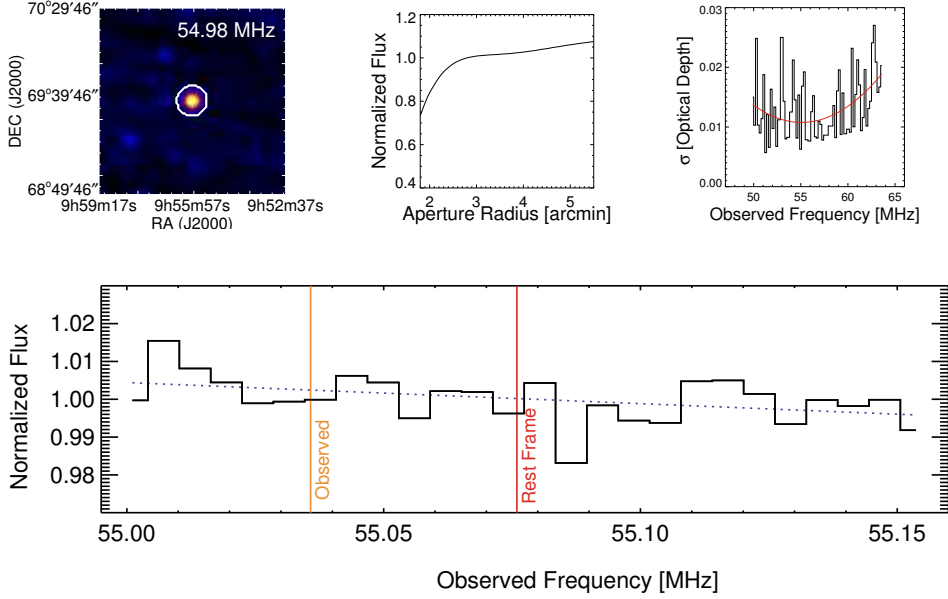 70°29′46″
69°39′46″
68°49′46″
DEC (J2000)
54.98 MHz
9h59m17s 9h55m57s 9h52m37s
RA (J2000)
1.4
1.2
1.0
0.8
0.6
0.4
Normalized Flux
2 3 4 5
Aperture Radius [arcmin]
0.03
0.02
0.01
0.00
σ [Optical Depth]
50 55 60 65
Observed Frequency [MHz]
1.02
1.00
0.99
0.98
Normalized Flux
Observed
Rest Frame
55.00 55.05 55.10 55.15
Observed Frequency [MHz]